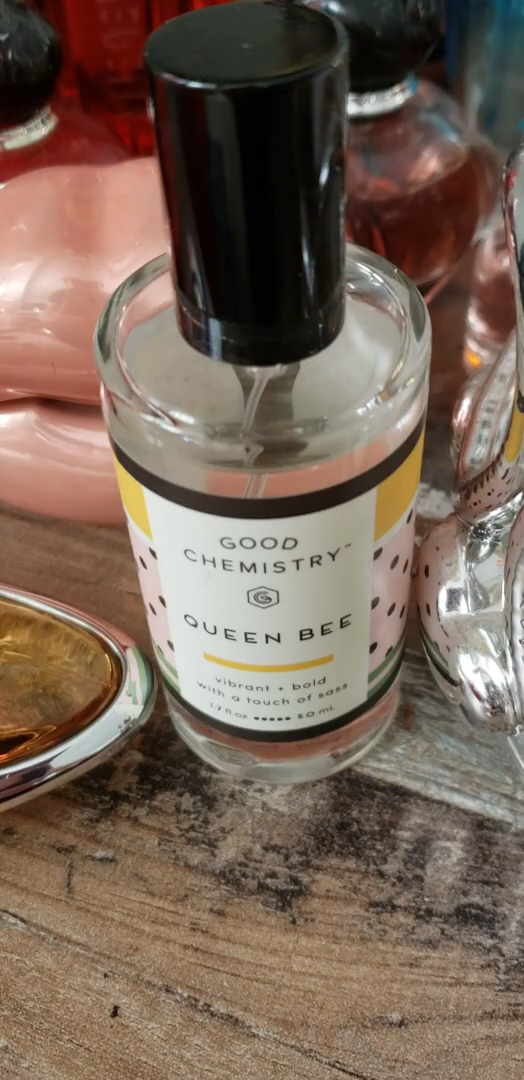 GOOD
CHEMISTRY™
G
QUEEN BEE
vibrant + bold
with a touch of sass
1.7 fl oz ••••• 50 mL